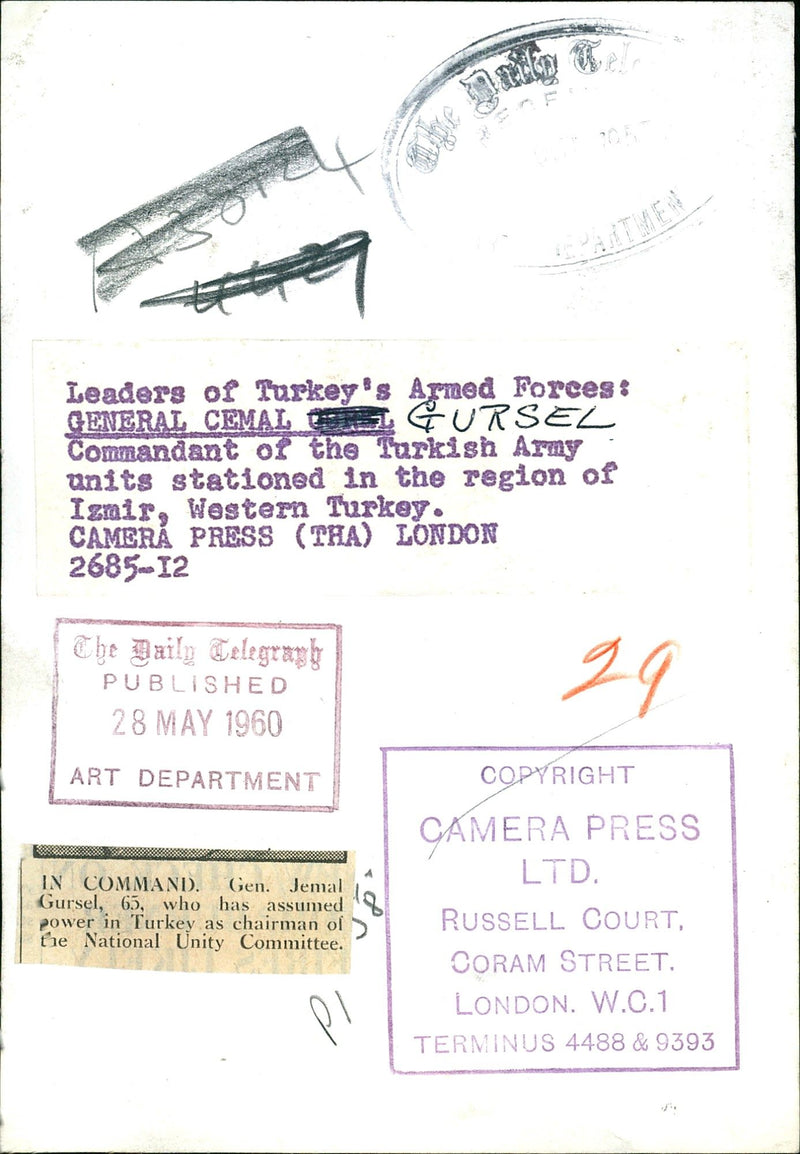 The Daily
A30124
Leaders of Turkey's Armed Forces:
GENERAL CEMAL GURSEL
Commandant of the Turkish Army
units stationed in the region of
Izmir, Western Turkey.
CAMERA PRESS (THA) LONDON
2685-I2
The Daily Telegraph
PUBLISHED
28 MAY 1960
ART DEPARTMENT
29
COPYRIGHT
CAMERA PRESS
LTD.
RUSSELL COURT,
CORAM STREET.
LONDON. W.C.1
TERMINUS 4488 & 9393
IN COMMAND. Gen. Jemal
Gursel, 65, who has assumed
power in Turkey as chairman of
the National Unity Committee.
P1